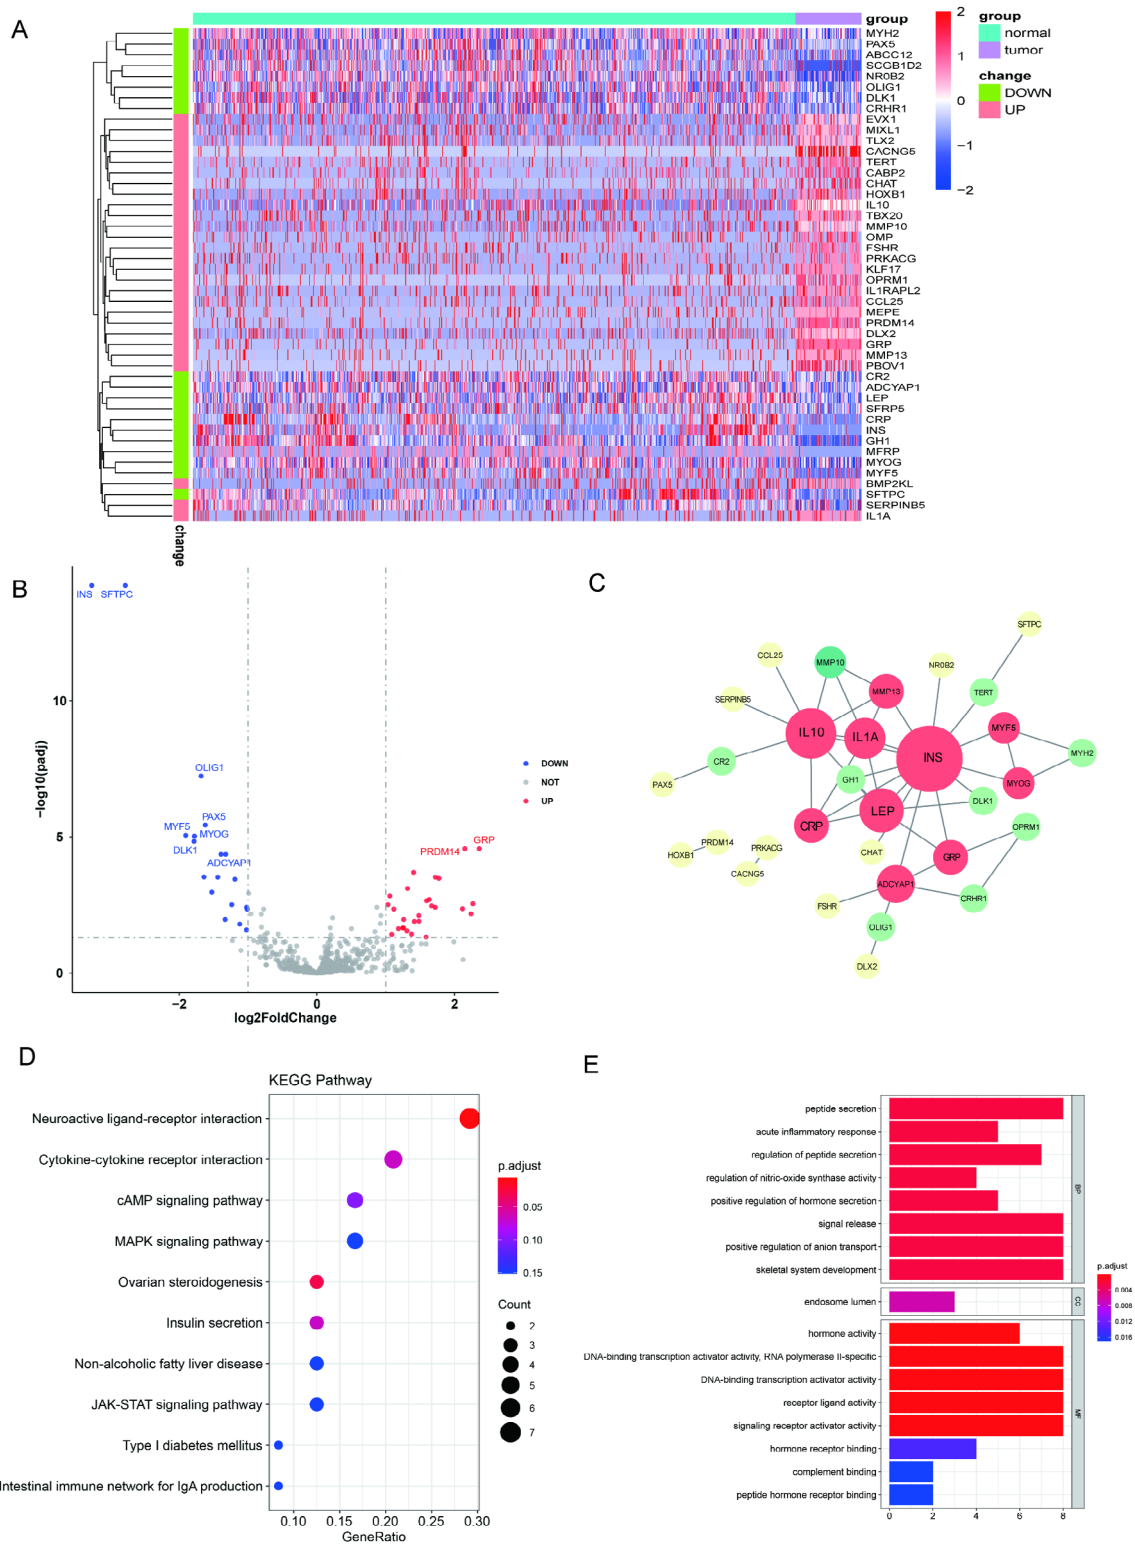 A
group
MYH2
PAX5
ABCC12
SCGB1D2
NR0B2
OLIG1
DLK1
CRHR1
EVX1
MIXL1
TLX2
CACNG5
TERT
CABP2
CHAT
HOXB1
IL10
TBX20
MMP10
OMP
FSHR
PRKACG
KLF17
OPRM1
IL1RAPL2
CCL25
MEPE
PRDM14
DLX2
GRP
MMP13
PBOV1
CR2
ADCYAP1
LEP
SFRP5
CRP
INS
GH1
MFRP
MYOG
MYF5
BMP2KL
SFTPC
SERPINB5
IL1A
change
2
1
0
−1
−2
group
normal
tumor
change
DOWN
UP
B
INS SFTPC
OLIG1
PAX5
MYF5 MYOG
DLK1
ADCYAP1
PRDM14 GRP
10
5
0
−2 0 2
−log10(padj)
log2FoldChange
DOWN
NOT
UP
C
SFTPC
CCL25
MMP10
NR0B2
MMP13
TERT
SERPINB5
IL10
IL1A
MYF5
INS
MYH2
CR2
GH1
MYOG
PAX5
DLK1
LEP
CRP
OPRM1
PRDM14
PRKACG
HOXB1
CHAT
GRP
CACNG5
ADCYAP1
CRHR1
FSHR
OLIG1
DLX2
D
KEGG Pathway
Neuroactive ligand-receptor interaction
Cytokine-cytokine receptor interaction
cAMP signaling pathway
MAPK signaling pathway
Ovarian steroidogenesis
Insulin secretion
Non-alcoholic fatty liver disease
JAK-STAT signaling pathway
Type I diabetes mellitus
Intestinal immune network for IgA production
0.10 0.15 0.20 0.25 0.30
GeneRatio
p.adjust
0.05
0.10
0.15
Count
2
3
4
5
6
7
E
peptide secretion
acute inflammatory response
regulation of peptide secretion
regulation of nitric-oxide synthase activity
positive regulation of hormone secretion
signal release
positive regulation of anion transport
skeletal system development
BP
endosome lumen
CC
hormone activity
DNA-binding transcription activator activity, RNA polymerase II-specific
DNA-binding transcription activator activity
receptor ligand activity
signaling receptor activator activity
hormone receptor binding
complement binding
peptide hormone receptor binding
MF
0 2 4 6 8
p.adjust
0.004
0.008
0.012
0.016